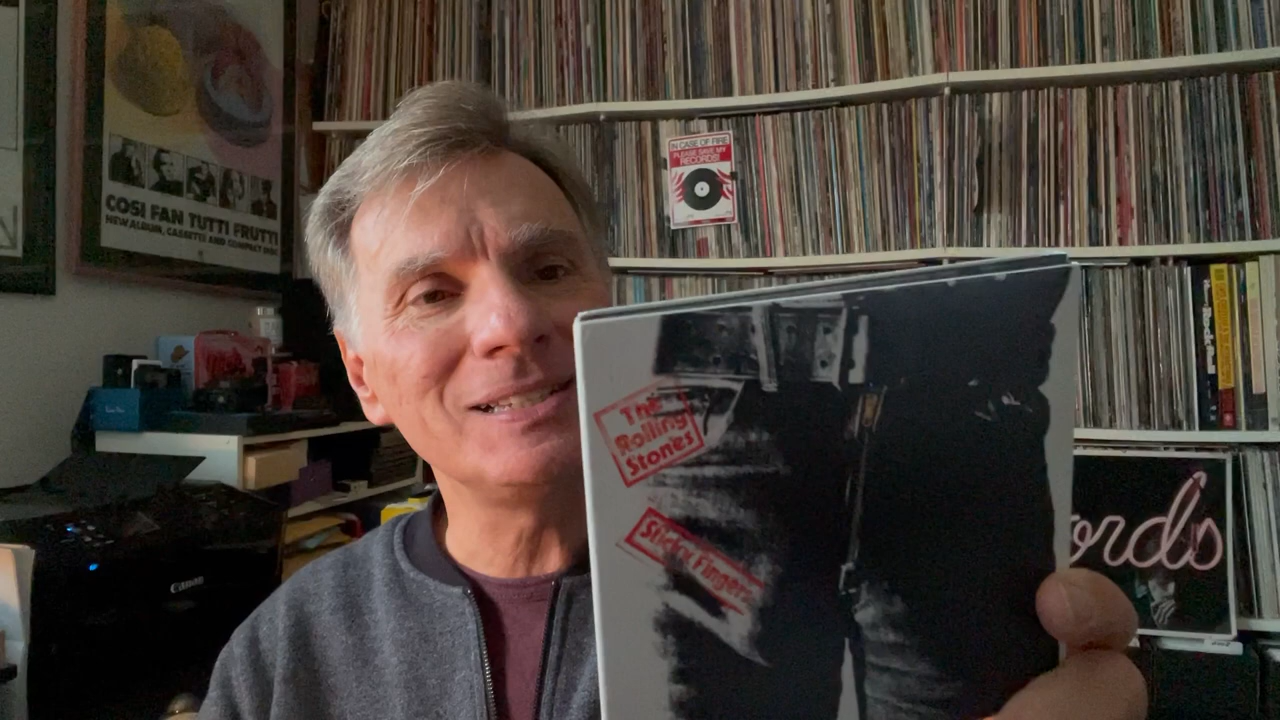 COSI FAN TUTTI FRUTTI
NEW ALBUM, CASSETTE AND COMPACT DISC
IN CASE OF FIRE
PLEASE SAVE MY
RECORDS!
The
Rolling
Stones
Sticky Fingers
Canon
ords